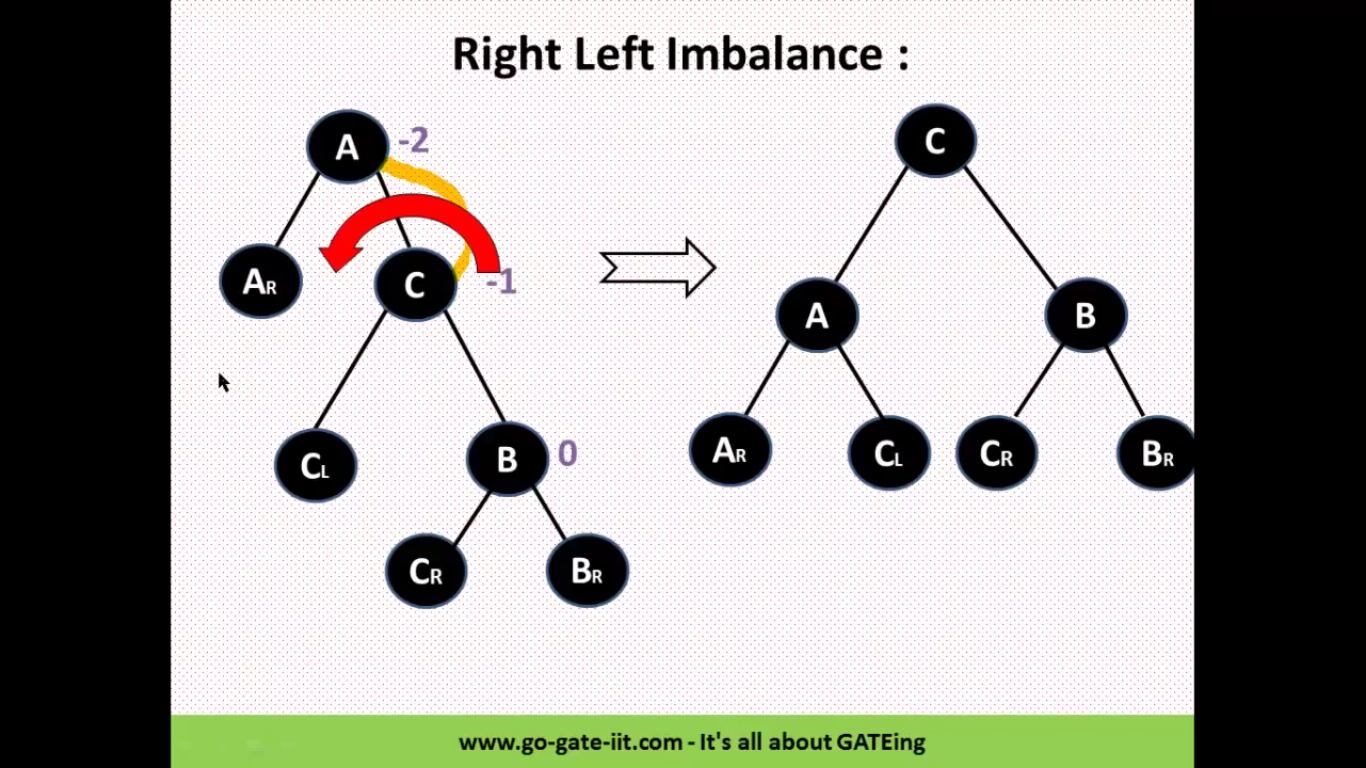 Right Left Imbalance :
A -2
C
AR
C -1
A
B
CL
B 0
AR
CL
CR
BR
CR
BR
www.go-gate-iit.com - It's all about GATEing